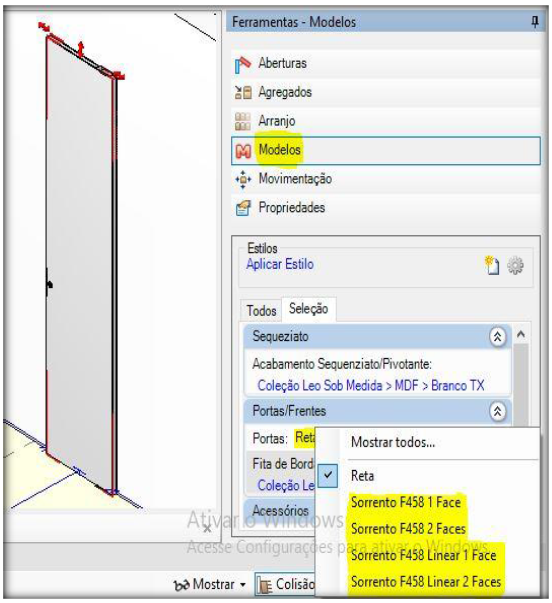 Ferramentas - Modelos
Aberturas
Agregados
Arranjo
Modelos
Movimentação
Propriedades
Estilos
Aplicar Estilo
Todos Seleção
Sequeziato
Acabamento Sequenziato/Pivotante:
Coleção Leo Sob Medida > MDF > Branco TX
Portas/Frentes
Portas: Reta
Fita de Bord
Coleção Le
Acessórios
Mostrar todos...
Reta
Sorrento F458 1 Face
Sorrento F458 2 Faces
Sorrento F458 Linear 1 Face
Sorrento F458 Linear 2 Faces
Ativar o Windows
Acesse Configurações para ativar o Windows.
Mostrar Colisão